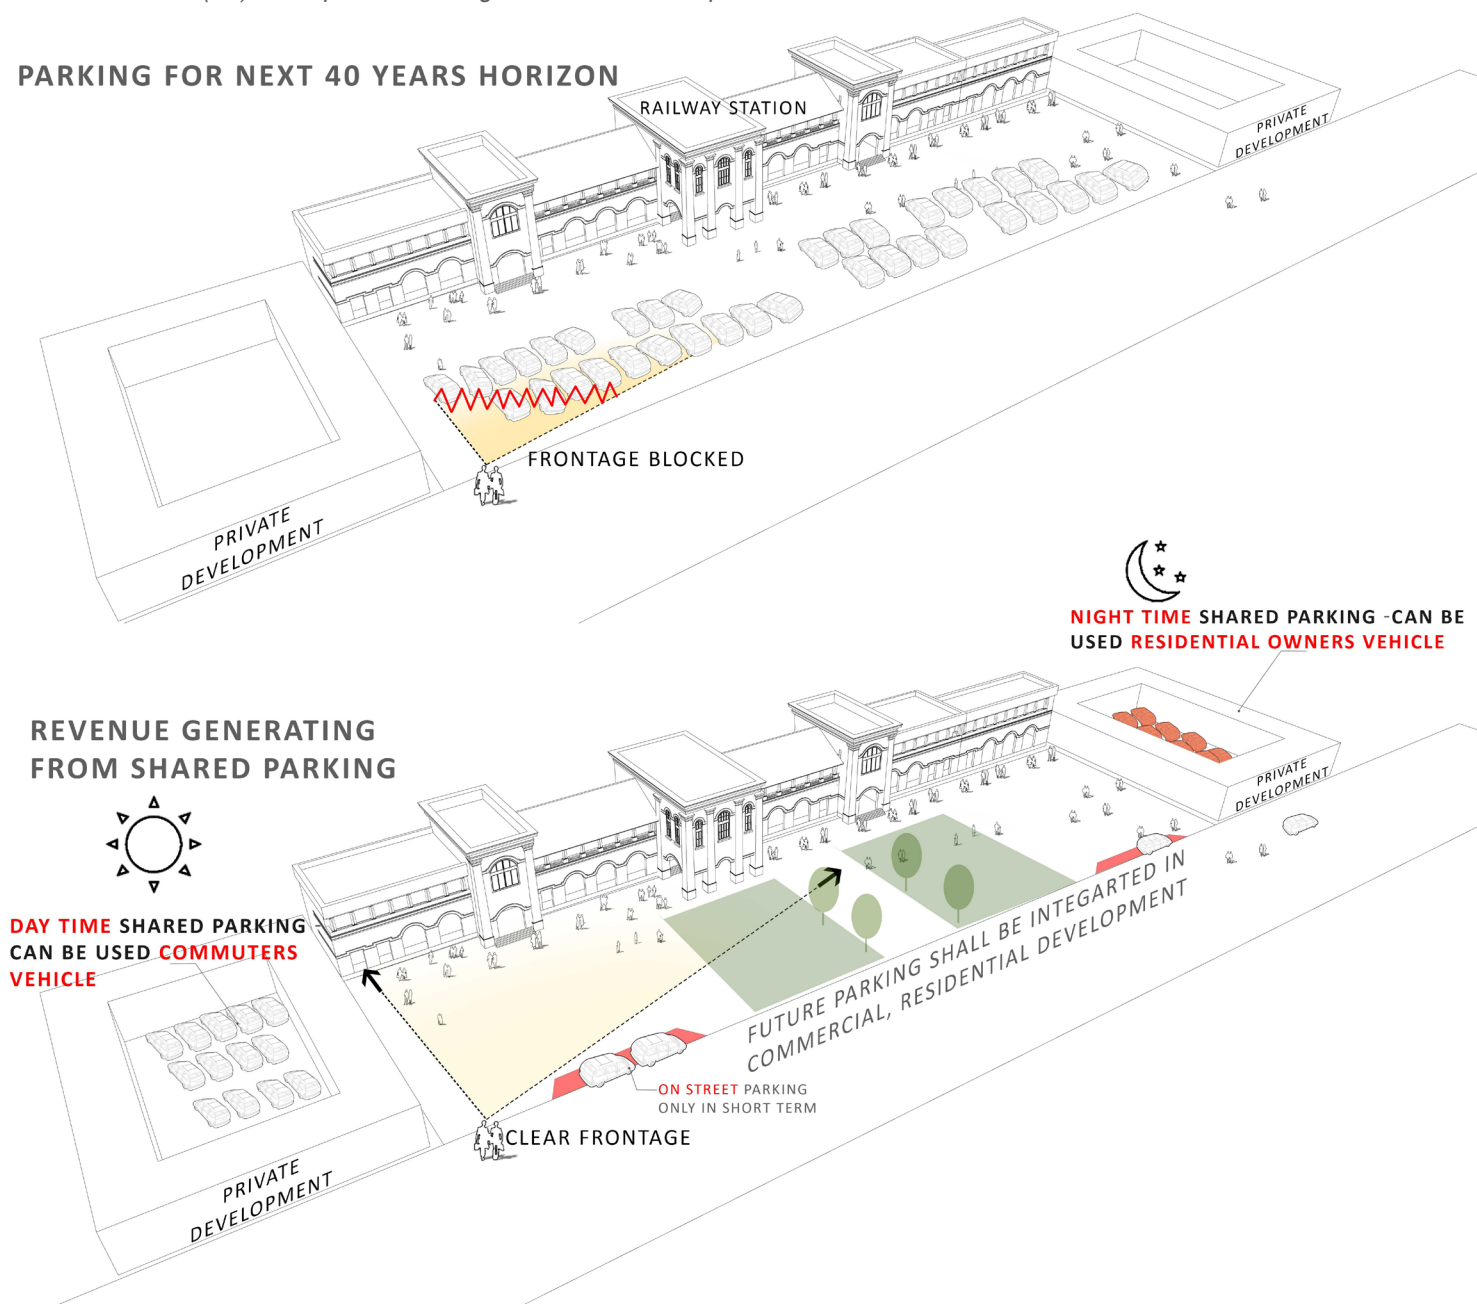 PARKING FOR NEXT 40 YEARS HORIZON
RAILWAY STATION
PRIVATE
DEVELOPMENT
FRONTAGE BLOCKED
PRIVATE
DEVELOPMENT
NIGHT TIME SHARED PARKING -CAN BE
USED RESIDENTIAL OWNERS VEHICLE
REVENUE GENERATING
FROM SHARED PARKING
PRIVATE
DEVELOPMENT
DAY TIME SHARED PARKING -
CAN BE USED COMMUTERS
VEHICLE
FUTURE PARKING SHALL BE INTEGARTED IN
COMMERCIAL, RESIDENTIAL DEVELOPMENT
ON STREET PARKING
ONLY IN SHORT TERM
CLEAR FRONTAGE
PRIVATE
DEVELOPMENT